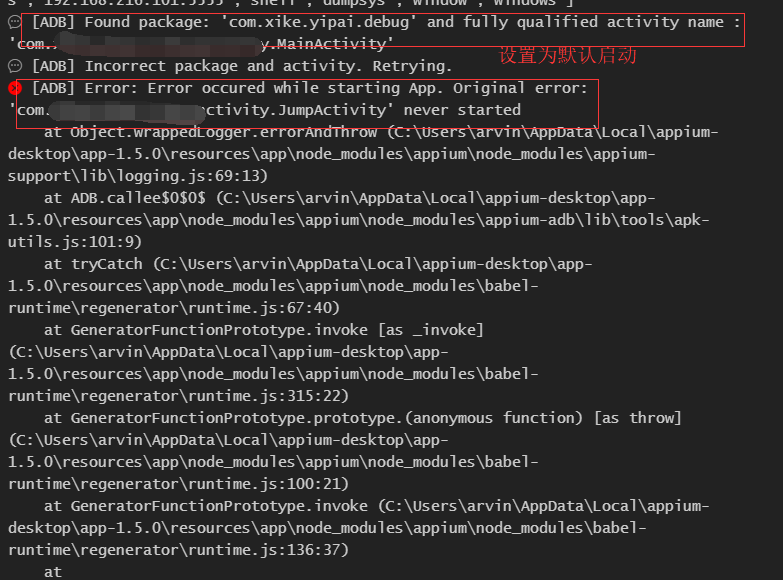 s','192.168.216.101:5555','shell','dumpsys','window','windows']
[ADB] Found package: 'com.xike.yipai.debug' and fully qualified activity name :
'com. y.MainActivity'
设置为默认启动
[ADB] Incorrect package and activity. Retrying.
[ADB] Error: Error occured while starting App. Original error:
'com. ctivity.JumpActivity' never started
at Object.wrappedLogger.errorAndThrow (C:\Users\arvin\AppData\Local\appium-
desktop\app-1.5.0\resources\app\node_modules\appium\node_modules\appium-
support\lib\logging.js:69:13)
at ADB.callee$0$0$ (C:\Users\arvin\AppData\Local\appium-desktop\app-
1.5.0\resources\app\node_modules\appium\node_modules\appium-adb\lib\tools\apk-
utils.js:101:9)
at tryCatch (C:\Users\arvin\AppData\Local\appium-desktop\app-
1.5.0\resources\app\node_modules\appium\node_modules\babel-
runtime\regenerator\runtime.js:67:40)
at GeneratorFunctionPrototype.invoke [as _invoke]
(C:\Users\arvin\AppData\Local\appium-desktop\app-
1.5.0\resources\app\node_modules\appium\node_modules\babel-
runtime\regenerator\runtime.js:315:22)
at GeneratorFunctionPrototype.prototype.(anonymous function) [as throw]
(C:\Users\arvin\AppData\Local\appium-desktop\app-
1.5.0\resources\app\node_modules\appium\node_modules\babel-
runtime\regenerator\runtime.js:100:21)
at GeneratorFunctionPrototype.invoke (C:\Users\arvin\AppData\Local\appium-
desktop\app-1.5.0\resources\app\node_modules\appium\node_modules\babel-
runtime\regenerator\runtime.js:136:37)
at